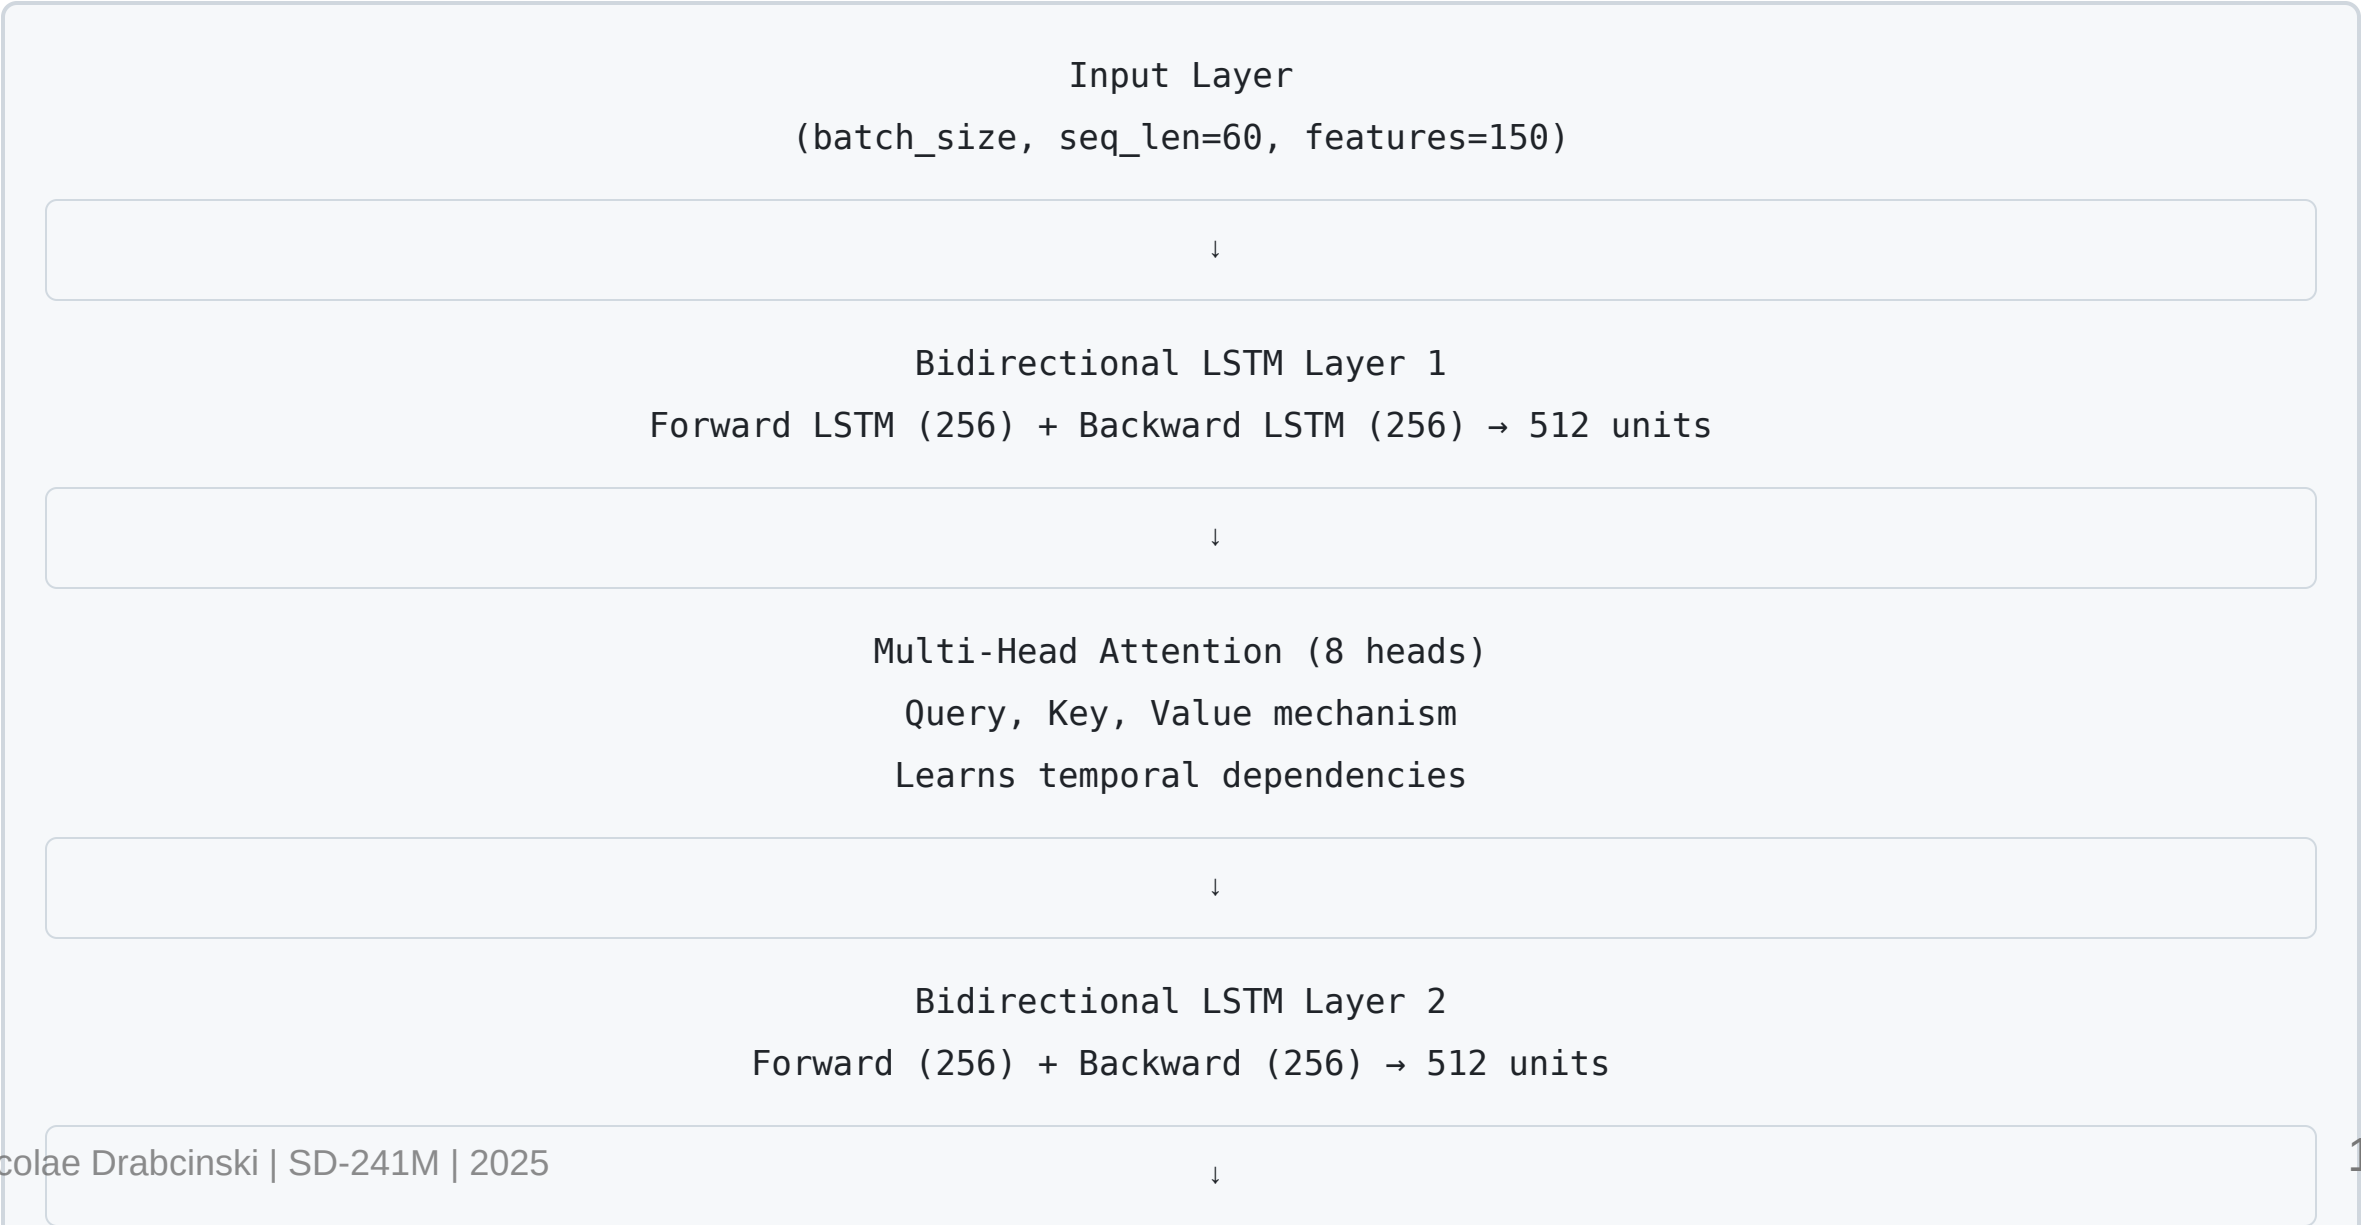 Input Layer
(batch_size, seq_len=60, features=150)
↓
Bidirectional LSTM Layer 1
Forward LSTM (256) + Backward LSTM (256) → 512 units
↓
Multi-Head Attention (8 heads)
Query, Key, Value mechanism
Learns temporal dependencies
↓
Bidirectional LSTM Layer 2
Forward (256) + Backward (256) → 512 units
↓
colae Drabcinski | SD-241M | 2025